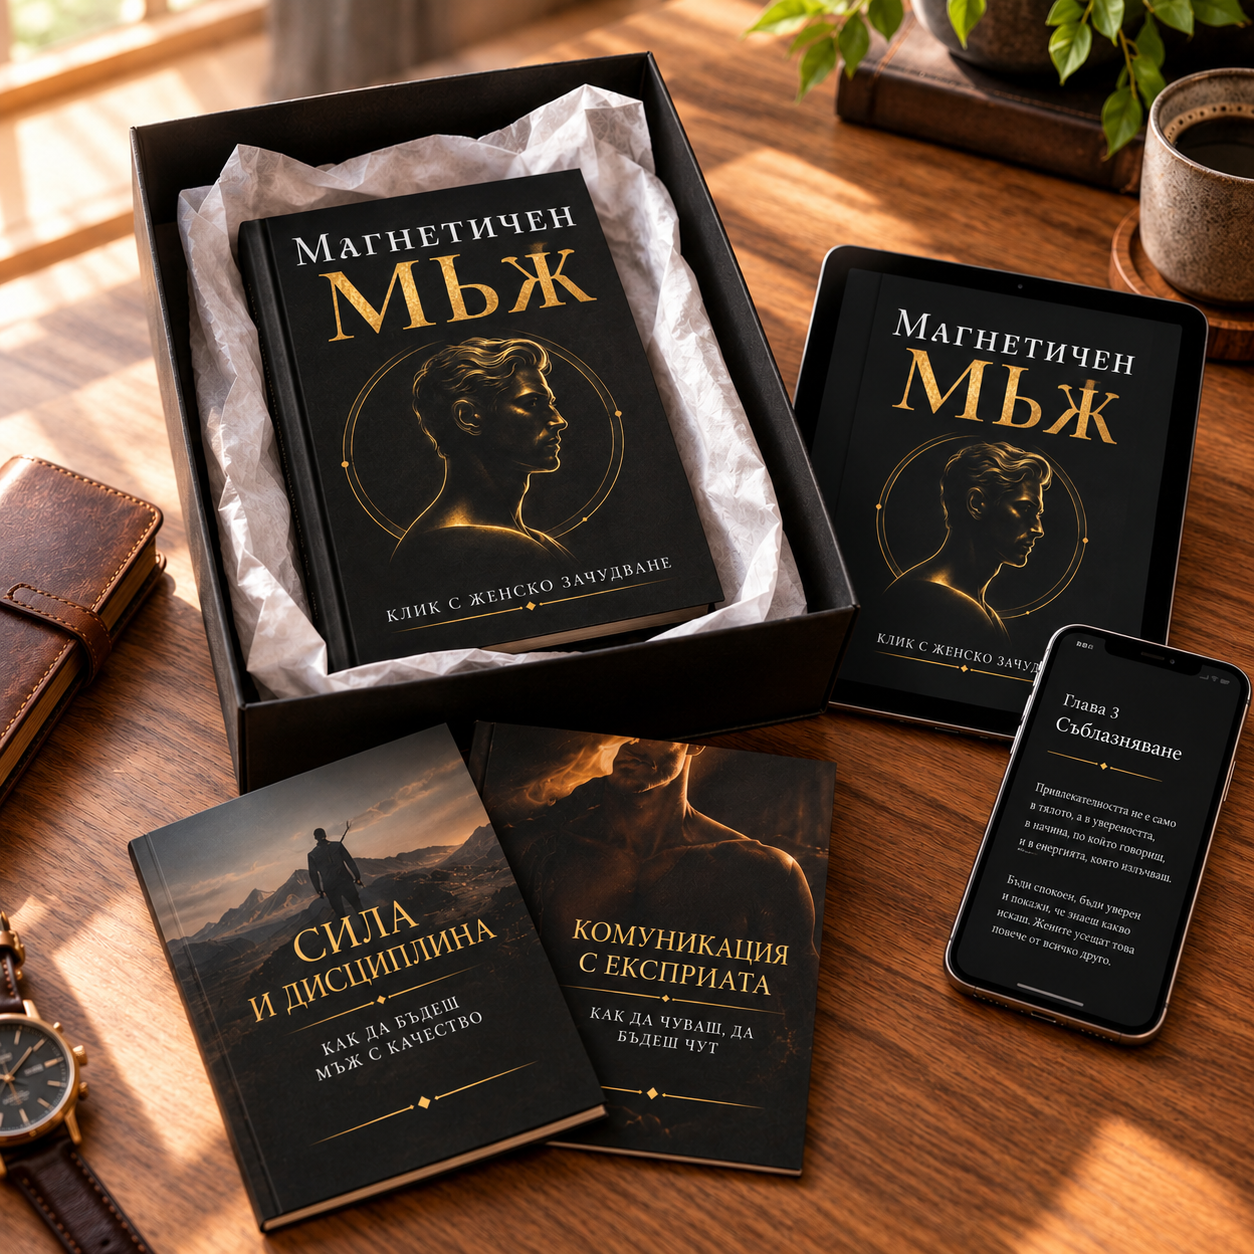 МАГНЕТИЧЕН
МЪЖ
КЛИК С ЖЕНСКО ЗАЧУДВАНЕ
МАГНЕТИЧЕН
МЪЖ
КЛИК С ЖЕНСКО ЗАЧУД
Глава 3
Съблазняване
Привлекателността не е само
в тялото, а в увереността,
в начина, по който говориш,
и в енергията, която излъчваш.
Бъди спокоен, бъди уверен
и покажи, че знаеш какво
искаш. Жените усещат това
повече от всичко друго.
СИЛА
И ДИСЦИПЛИНА
КАК ДА БЪДЕШ
МЪЖ С КАЧЕСТВО
КОМУНИКАЦИЯ
С ЕКСПРИАТА
КАК ДА ЧУВАШ, ДА
БЪДЕШ ЧУТ